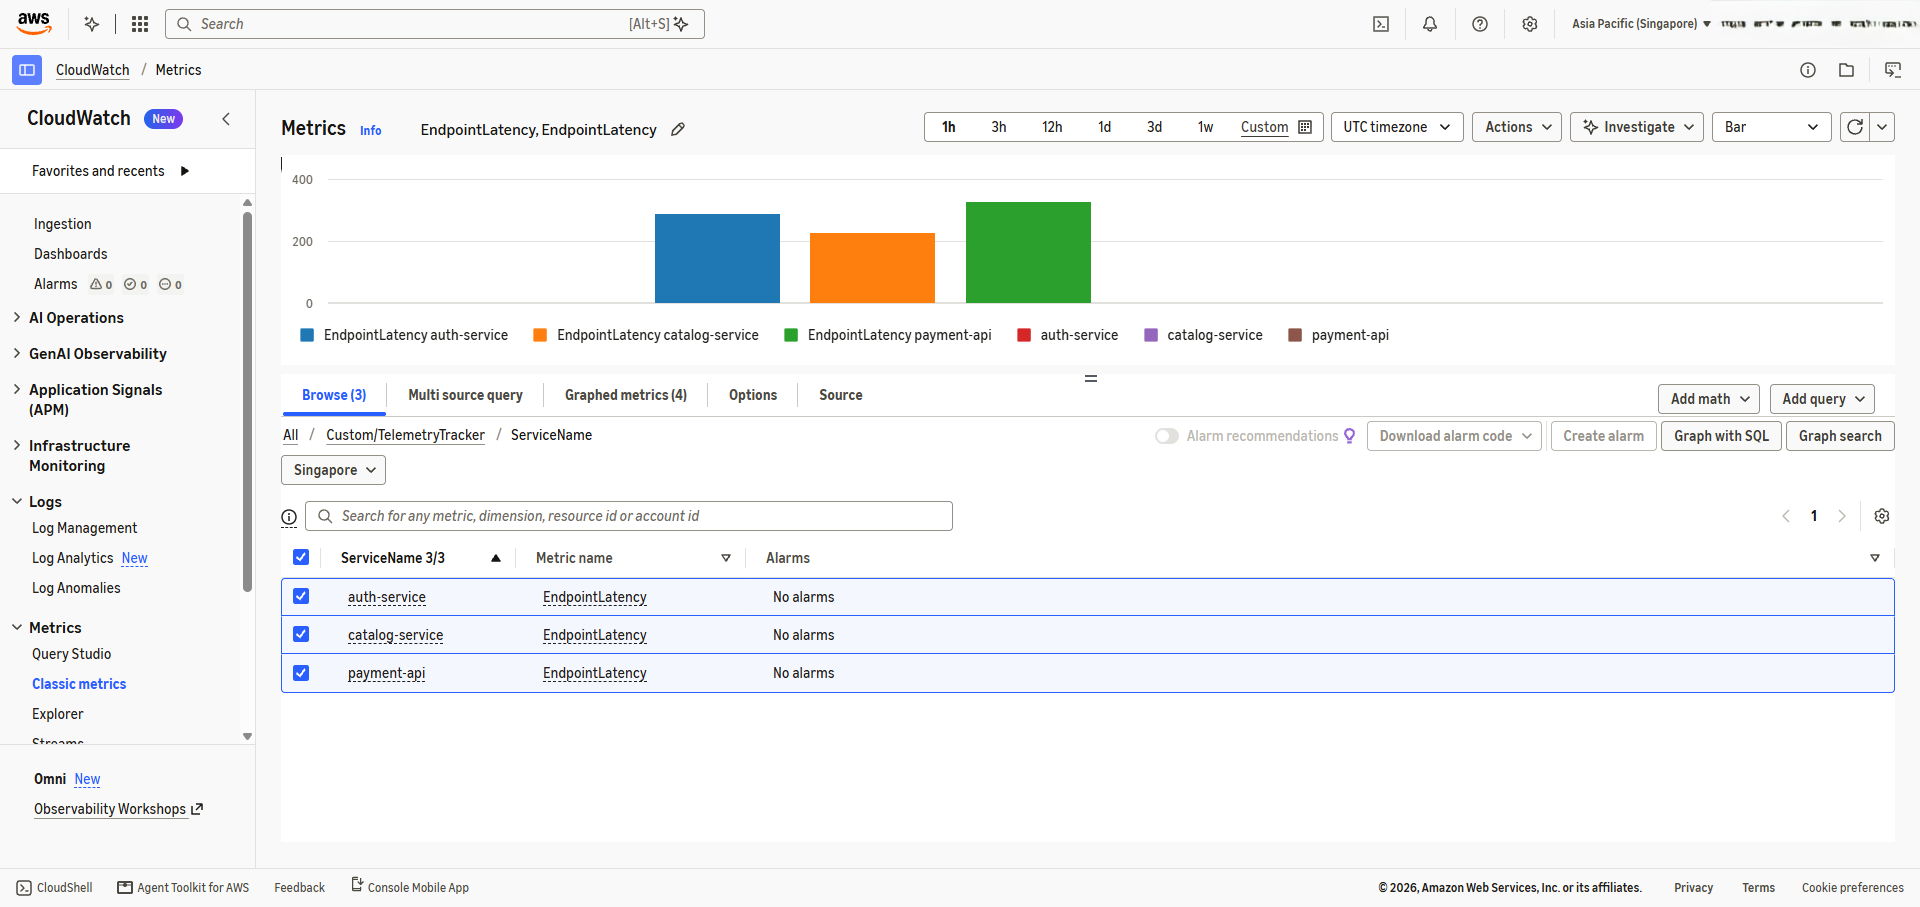 aws
Search [Alt+S]
Asia Pacific (Singapore)
CloudWatch / Metrics
CloudWatch New
Favorites and recents
Ingestion
Dashboards
Alarms 0 0 0
AI Operations
GenAI Observability
Application Signals
(APM)
Infrastructure
Monitoring
Logs
Log Management
Log Analytics New
Log Anomalies
Metrics
Query Studio
Classic metrics
Explorer
Streams
Omni New
Observability Workshops
Metrics Info EndpointLatency, EndpointLatency
1h 3h 12h 1d 3d 1w Custom UTC timezone Actions Investigate Bar
400
200
0
EndpointLatency auth-service EndpointLatency catalog-service EndpointLatency payment-api auth-service catalog-service payment-api
Browse (3) Multi source query Graphed metrics (4) Options Source Add math Add query
All / Custom/TelemetryTracker / ServiceName Alarm recommendations Download alarm code Create alarm Graph with SQL Graph search
Singapore
Search for any metric, dimension, resource id or account id
1
ServiceName 3/3 Metric name Alarms
auth-service EndpointLatency No alarms
catalog-service EndpointLatency No alarms
payment-api EndpointLatency No alarms
CloudShell Agent Toolkit for AWS Feedback Console Mobile App © 2026, Amazon Web Services, Inc. or its affiliates. Privacy Terms Cookie preferences